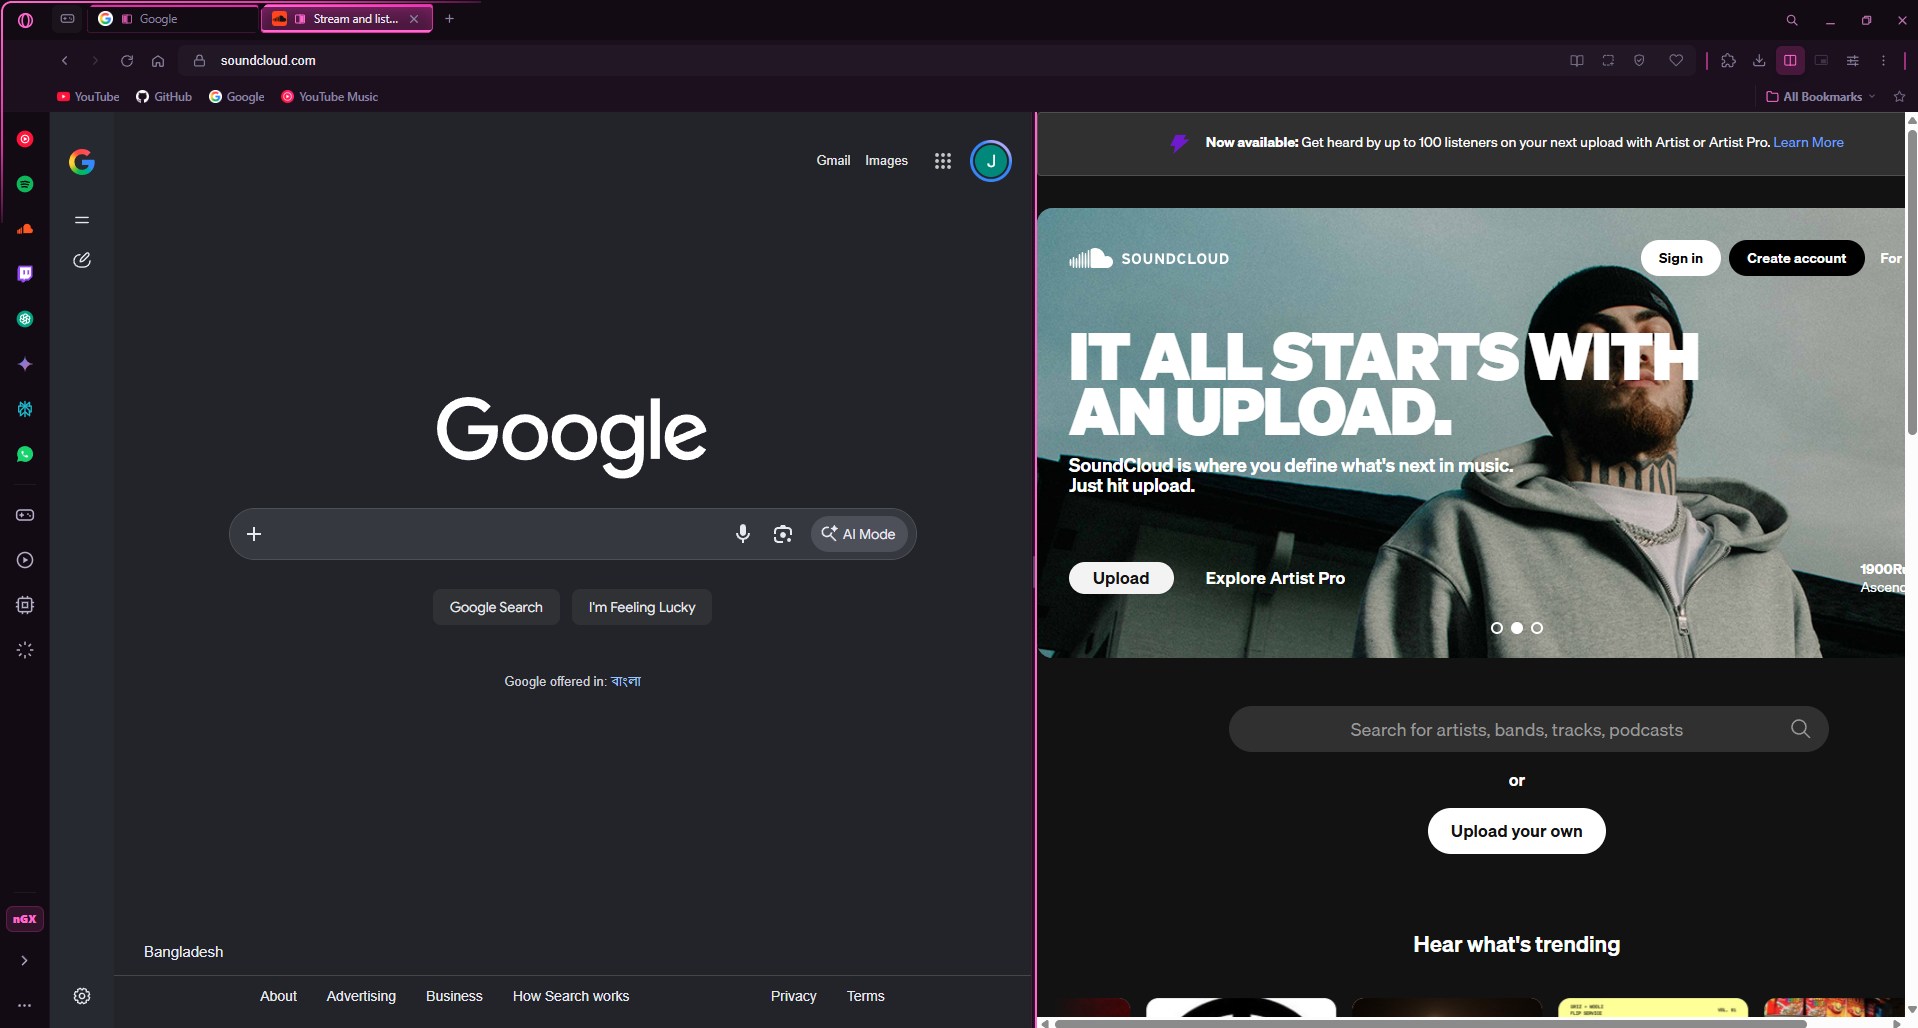 Google
Stream and list...
soundcloud.com
YouTube
GitHub
Google
YouTube Music
All Bookmarks
Gmail
Images
J
Google
AI Mode
Google Search
I'm Feeling Lucky
Google offered in: বাংলা
nGX
Bangladesh
About
Advertising
Business
How Search works
Privacy
Terms
Now available: Get heard by up to 100 listeners on your next upload with Artist or Artist Pro. Learn More
SOUNDCLOUD
Sign in
Create account
For
IT ALL STARTS WITH
AN UPLOAD.
SoundCloud is where you define what's next in music.
Just hit upload.
Upload
Explore Artist Pro
1900Ru
Ascend
Search for artists, bands, tracks, podcasts
or
Upload your own
Hear what's trending